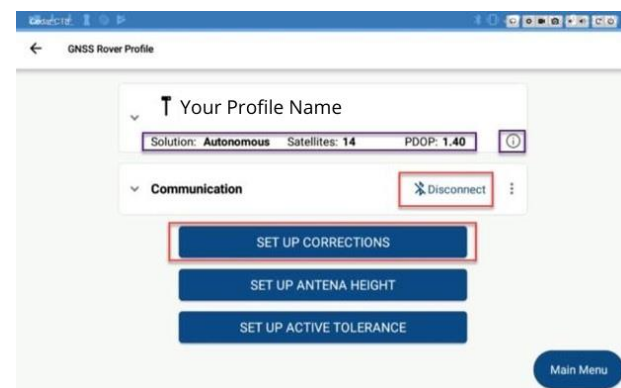 GNSS Rover Profile
Your Profile Name
Solution: Autonomous Satellites: 14 PDOP: 1.40
Communication Disconnect
SET UP CORRECTIONS
SET UP ANTENA HEIGHT
SET UP ACTIVE TOLERANCE
Main Menu